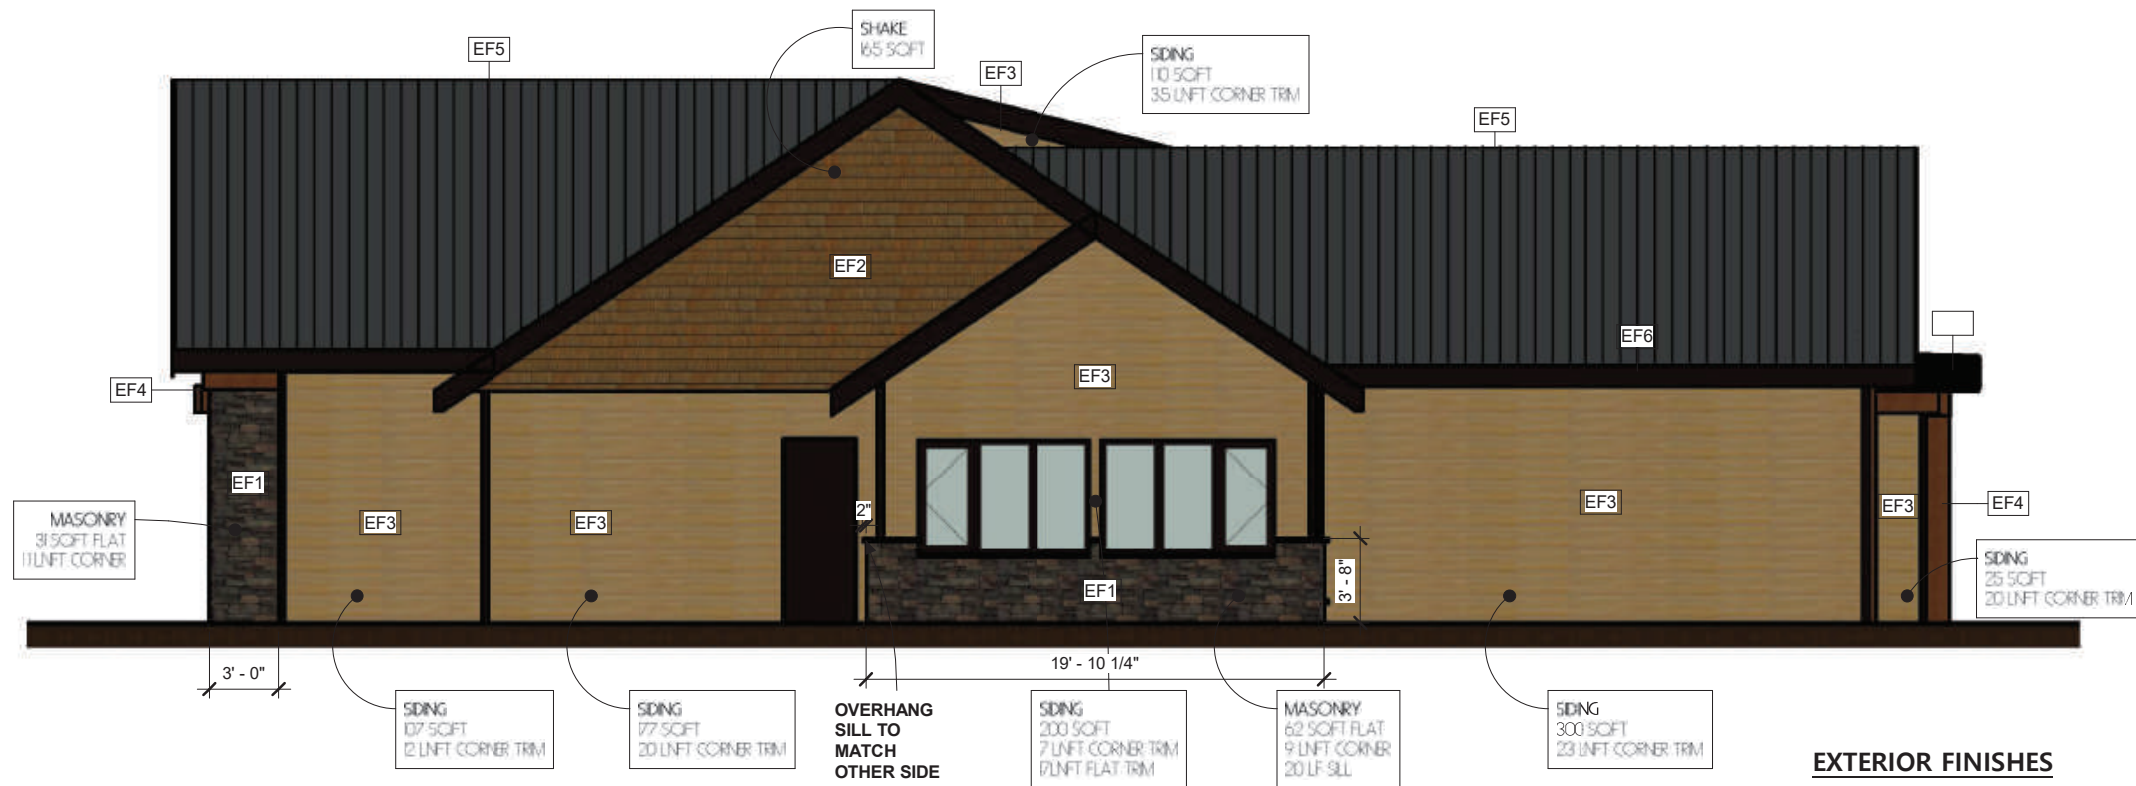 SHAKE
165 SQFT
EF5
SIDING
110 SQFT
35 LNFT CORNER TRIM
EF3
EF5
EF2
EF6
EF3
EF4
EF1
EF3
EF3
2"
EF3
EF3
EF4
MASONRY
31 SQFT FLAT
11 LNFT CORNER
EF1
3' - 8"
SIDING
25 SQFT
20 LNFT CORNER TRIM
3' - 0"
19' - 10 1/4"
SIDING
107 SQFT
12 LNFT CORNER TRIM
SIDING
177 SQFT
20 LNFT CORNER TRIM
OVERHANG
SILL TO
MATCH
OTHER SIDE
SIDING
200 SQFT
7 LNFT CORNER TRIM
17 LNFT FLAT TRIM
MASONRY
62 SQFT FLAT
9 LNFT CORNER
20 LF SILL
SIDING
300 SQFT
23 LNFT CORNER TRIM
EXTERIOR FINISHES